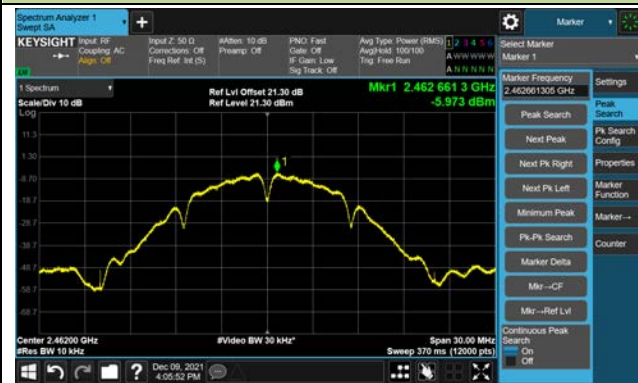 Spectrum Analyzer 1
Swept SA
Marker
KEYSIGHT
Input: RF
Coupling: AC
Align: Off
Input Z: 50 Ω
Corrections: Off
Freq Ref: Int (S)
#Atten: 10 dB
Preamp: Off
PNO: Fast
Gate: Off
IF Gain: Low
Sig Track: Off
Avg Type: Power (RMS)
Avg|Hold: 100/100
Trig: Free Run
1 2 3 4 5 6
A W W W W W
A N N N N N
Select Marker
Marker 1
1 Spectrum
Scale/Div 10 dB
Log
Ref Lvl Offset 21.30 dB
Ref Level 21.30 dBm
Mkr1 2.462 661 3 GHz
-5.973 dBm
11.3
1.30
-8.70
-18.7
-28.7
-38.7
-48.7
-58.7
-68.7
1
Center 2.46200 GHz
#Res BW 10 kHz
#Video BW 30 kHz*
Span 30.00 MHz
Sweep 370 ms (12000 pts)
Marker Frequency
2.462661305 GHz
Peak Search
Next Peak
Next Pk Right
Next Pk Left
Minimum Peak
Pk-Pk Search
Marker Delta
Mkr→CF
Mkr→Ref Lvl
Continuous Peak
Search
On
Off
Settings
Peak
Search
Pk Search
Config
Properties
Marker
Function
Marker→
Counter
Dec 09, 2021
4:05:52 PM